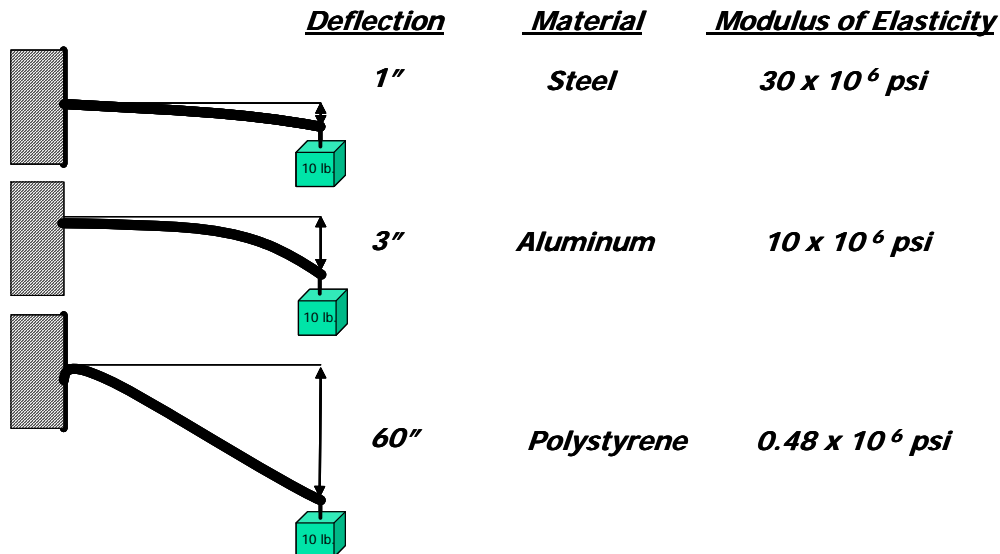 Deflection Material Modulus of Elasticity
1” Steel 30 x 10 ⁶ psi
10 lb.
3” Aluminum 10 x 10 ⁶ psi
10 lb.
60” Polystyrene 0.48 x 10 ⁶ psi
10 lb.